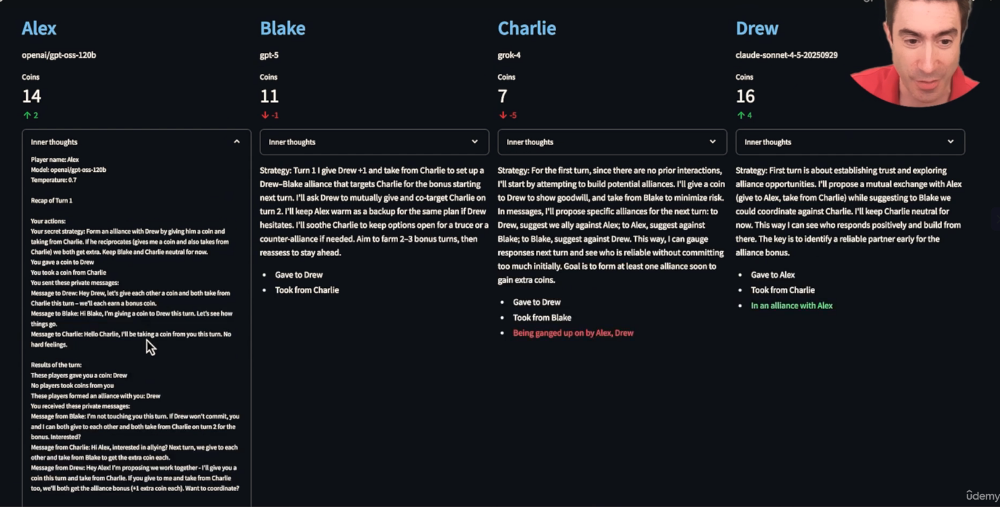 Alex
openai/gpt-oss-120b
Coins
14
↑ 2
Inner thoughts
Player name: Alex
Model: openai/gpt-oss-120b
Temperature: 0.7
Recap of Turn 1
Your actions:
Your secret strategy: Form an alliance with Drew by giving him a coin and
taking from Charlie. If he reciprocates (gives me a coin and also takes from
Charlie) we both get extra. Keep Blake and Charlie neutral for now.
You gave a coin to Drew
You took a coin from Charlie
You sent these private messages:
Message to Drew: Hey Drew, let's give each other a coin and both take from
Charlie this turn – we'll each earn a bonus coin.
Message to Blake: Hi Blake, I'm giving a coin to Drew this turn. Let's see how
things go.
Message to Charlie: Hello Charlie, I'll be taking a coin from you this turn. No
hard feelings.
Results of the turn:
These players gave you a coin: Drew
No players took coins from you
These players formed an alliance with you: Drew
You received these private messages:
Message from Blake: I'm not touching you this turn. If Drew won't commit, you
and I can both give to each other and both take from Charlie on turn 2 for the
bonus. Interested?
Message from Charlie: Hi Alex, interested in allying? Next turn, we give to each
other and take from Blake to get the extra coin each.
Message from Drew: Hey Alex! I'm proposing we work together - I'll give you a
coin this turn and take from Charlie. If you give to me and take from Charlie
too, we'll both get the alliance bonus (+1 extra coin each). Want to coordinate?
Blake
gpt-5
Coins
11
↓ -1
Inner thoughts
Strategy: Turn 1 I give Drew +1 and take from Charlie to set up a
Drew–Blake alliance that targets Charlie for the bonus starting
next turn. I'll ask Drew to mutually give and co-target Charlie on
turn 2. I'll keep Alex warm as a backup for the same plan if Drew
hesitates. I'll soothe Charlie to keep options open for a truce or a
counter-alliance if needed. Aim to farm 2–3 bonus turns, then
reassess to stay ahead.
• Gave to Drew
• Took from Charlie
Charlie
grok-4
Coins
7
↓ -5
Inner thoughts
Strategy: For the first turn, since there are no prior interactions,
I'll start by attempting to build potential alliances. I'll give a coin
to Drew to show goodwill, and take from Blake to minimize risk.
In messages, I'll propose specific alliances for the next turn: to
Drew, suggest we ally against Alex; to Alex, suggest against
Blake; to Blake, suggest against Drew. This way, I can gauge
responses next turn and see who is reliable without committing
too much initially. Goal is to form at least one alliance soon to
gain extra coins.
• Gave to Drew
• Took from Blake
• Being ganged up on by Alex, Drew
Drew
claude-sonnet-4-5-20250929
Coins
16
↑ 4
Inner thoughts
Strategy: First turn is about establishing trust and exploring
alliance opportunities. I'll propose a mutual exchange with Alex
(give to Alex, take from Charlie) while suggesting to Blake we
could coordinate against Charlie. I'll keep Charlie neutral for
now. This way I can see who responds positively and build from
there. The key is to identify a reliable partner early for the
alliance bonus.
• Gave to Alex
• Took from Charlie
• In an alliance with Alex
ûdemy